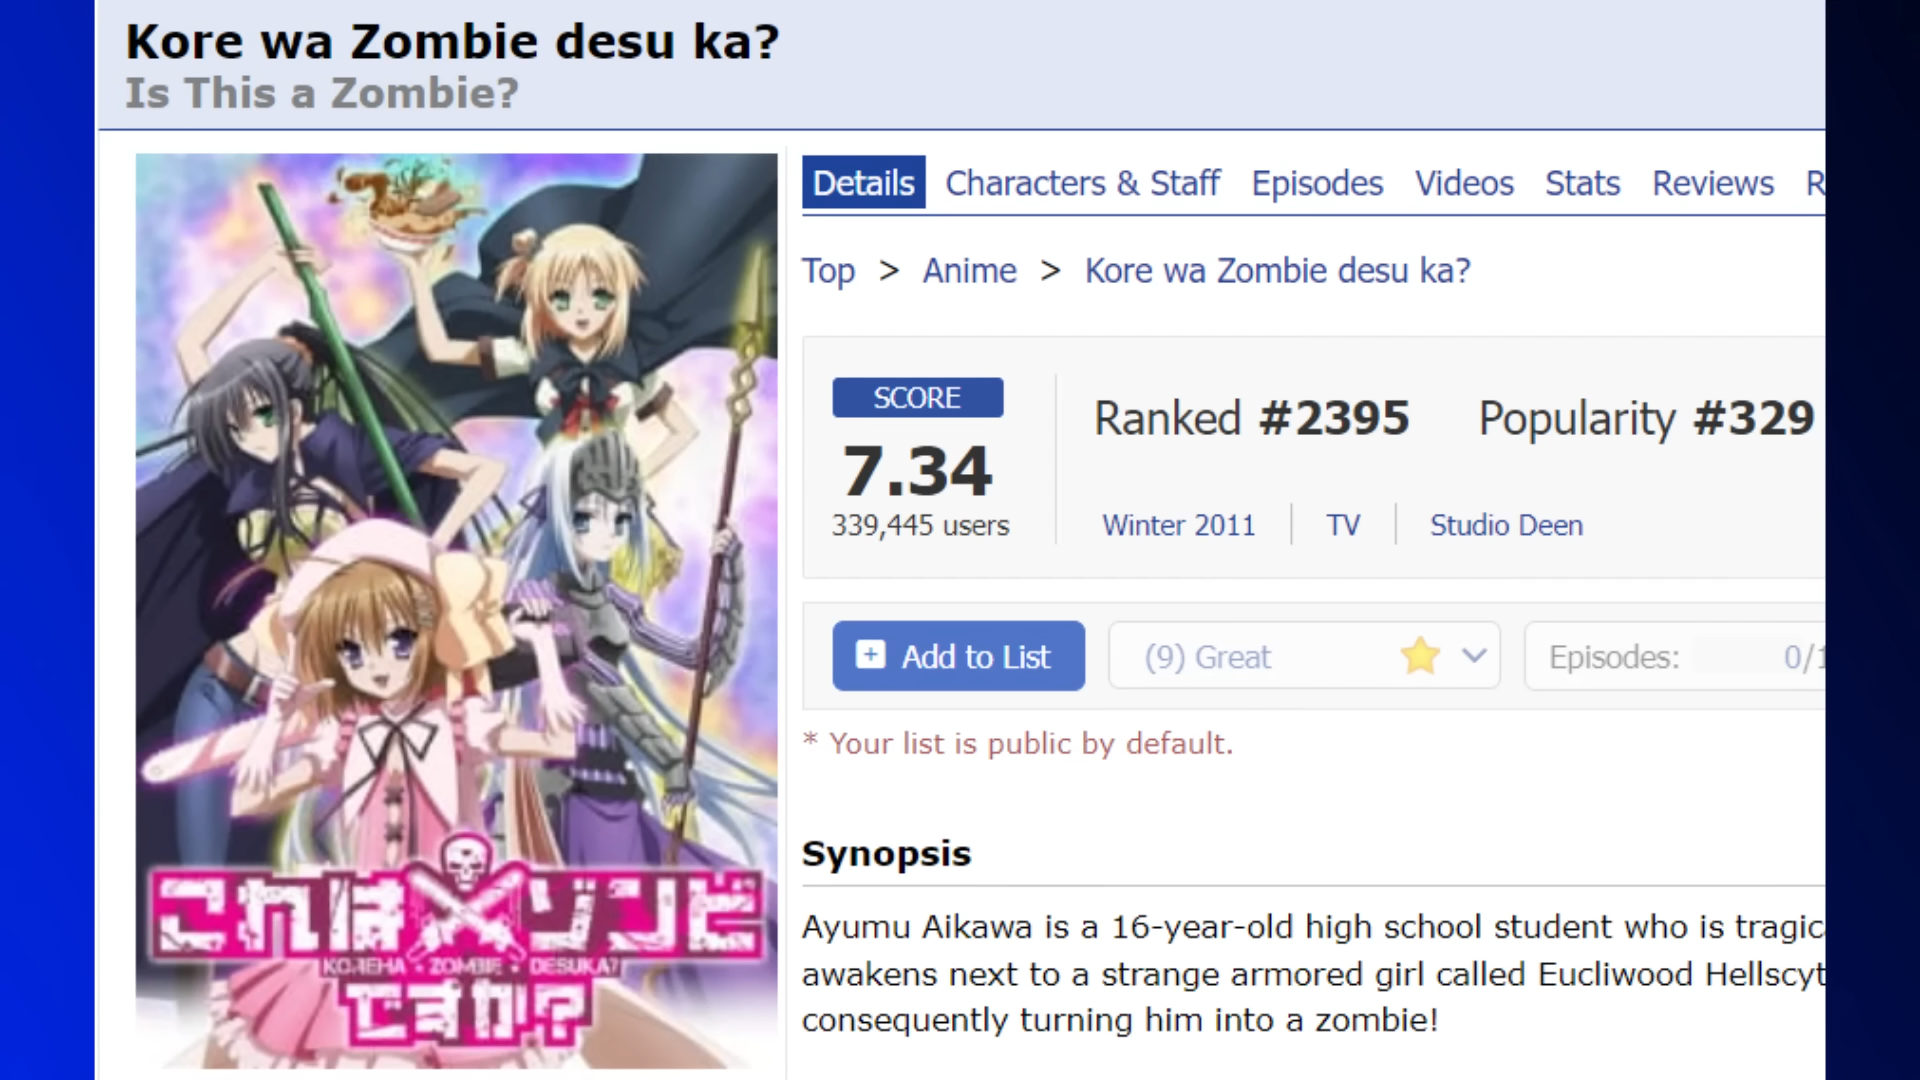 Kore wa Zombie desu ka?
Is This a Zombie?
Details Characters & Staff Episodes Videos Stats Reviews R
Top > Anime > Kore wa Zombie desu ka?
SCORE
7.34
339,445 users
Ranked #2395 Popularity #329
Winter 2011 TV Studio Deen
Add to List (9) Great Episodes: 0/1
* Your list is public by default.
Synopsis
Ayumu Aikawa is a 16-year-old high school student who is tragic
awakens next to a strange armored girl called Eucliwood Hellscyt
consequently turning him into a zombie!
これはゾンビ
KOREHA • ZOMBIE • DESUKA?
ですか?